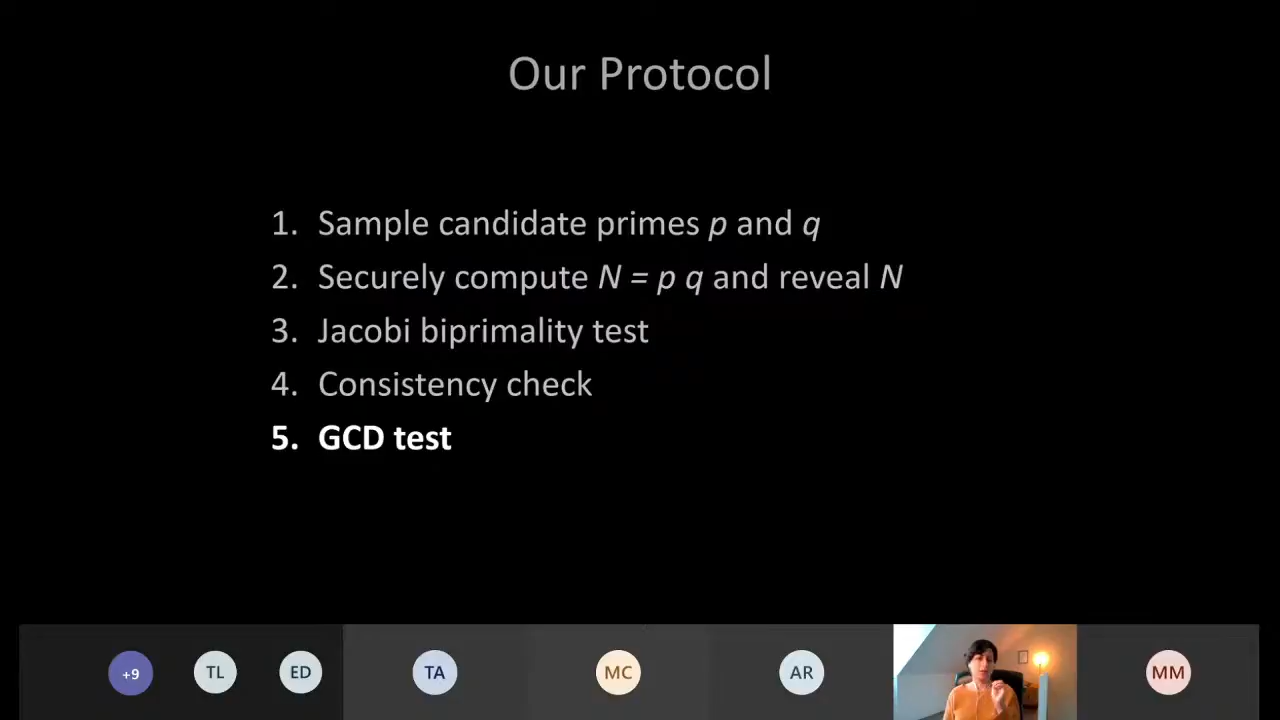 Our Protocol
1. Sample candidate primes p and q
2. Securely compute N = p q and reveal N
3. Jacobi biprimality test
4. Consistency check
5. GCD test
+9 TL ED TA MC AR MM